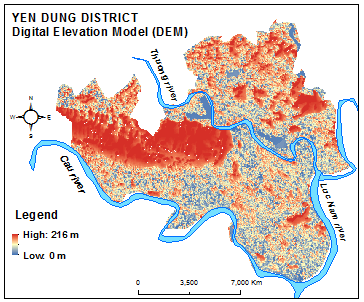 YEN DUNG DISTRICT
Digital Elevation Model (DEM)
Thuong river
N
W E
S
Cau river
Luc Nam river
Legend
High: 216 m
Low: 0 m
0 3,500 7,000 Km